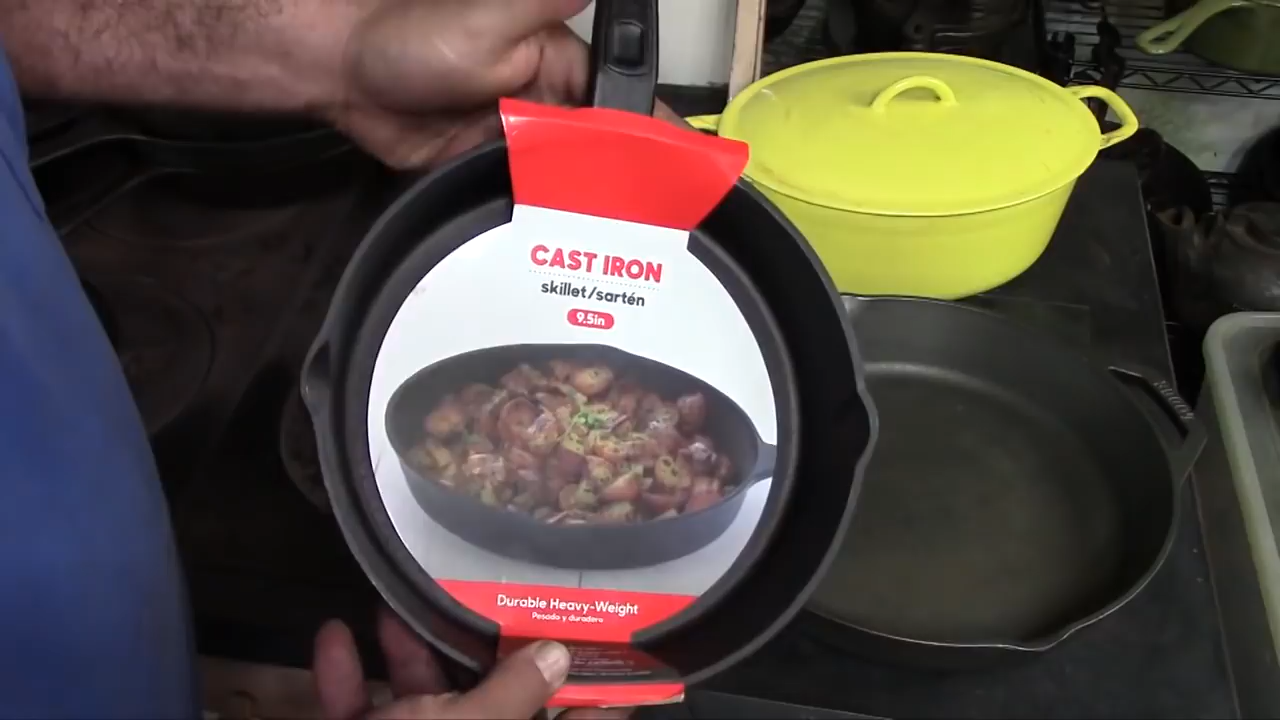 CAST IRON
skillet/sartén
9.5in
Durable Heavy-Weight
Pesado y duradero